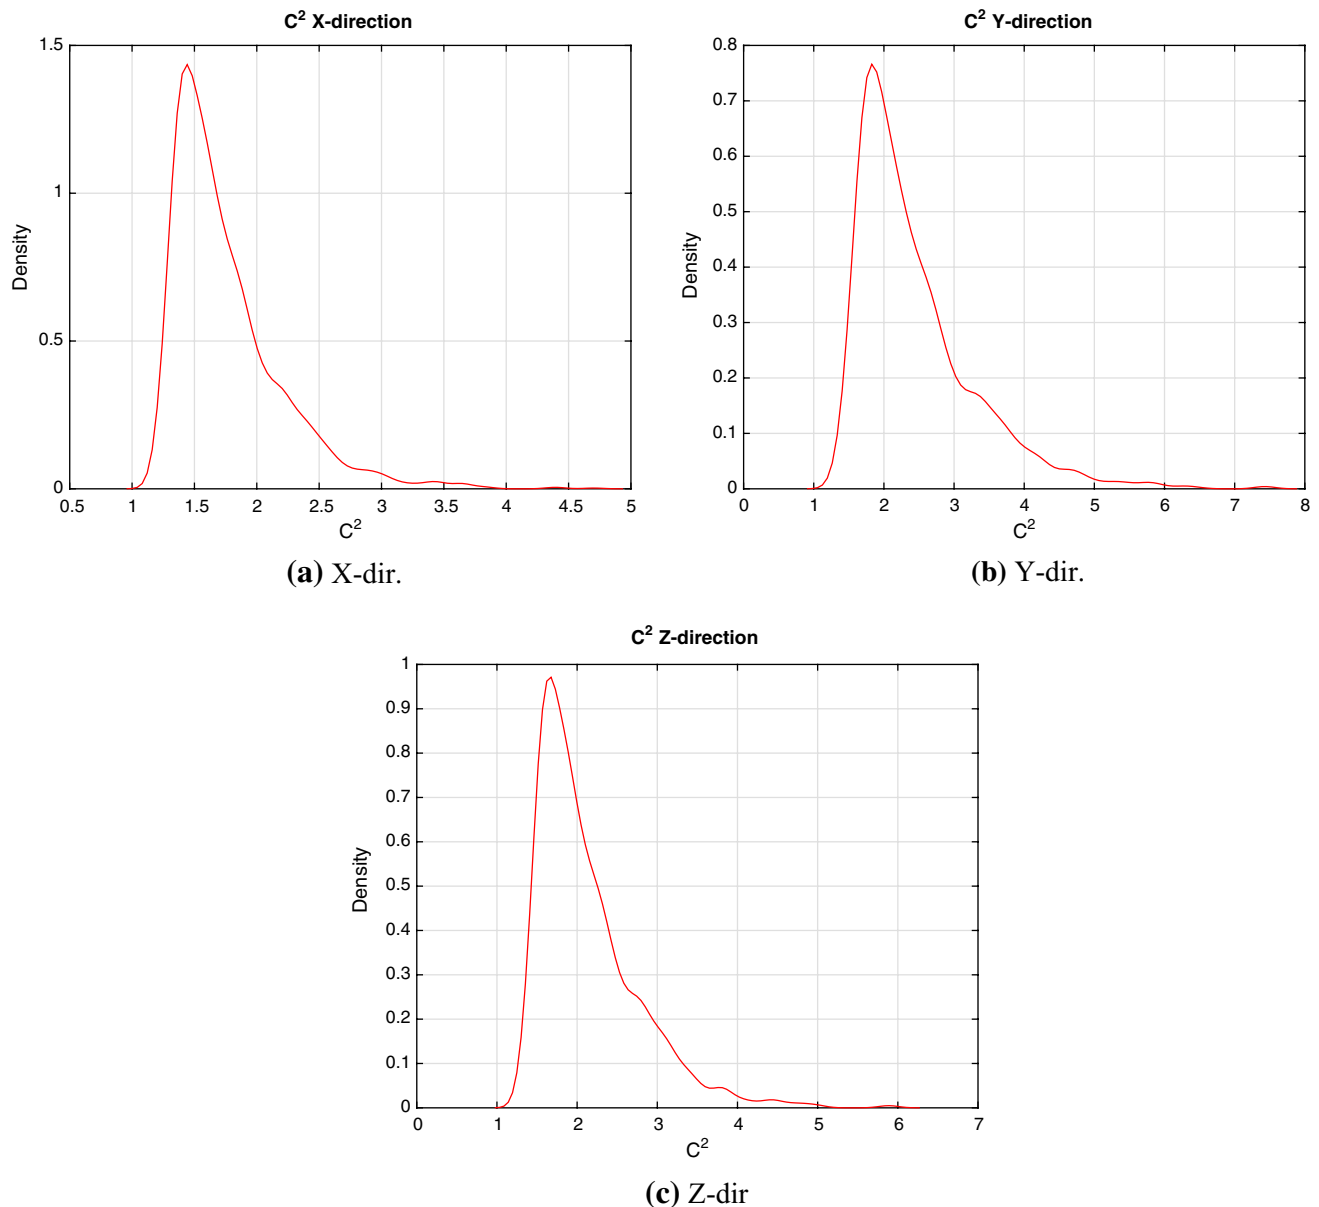 C² X-direction
1.5
1
0.5
0
Density
0.5 1 1.5 2 2.5 3 3.5 4 4.5 5
C²
(a) X-dir.
C² Y-direction
0.8
0.7
0.6
0.5
0.4
0.3
0.2
0.1
0
Density
0 1 2 3 4 5 6 7 8
C²
(b) Y-dir.
C² Z-direction
1
0.9
0.8
0.7
0.6
0.5
0.4
0.3
0.2
0.1
0
Density
0 1 2 3 4 5 6 7
C²
(c) Z-dir